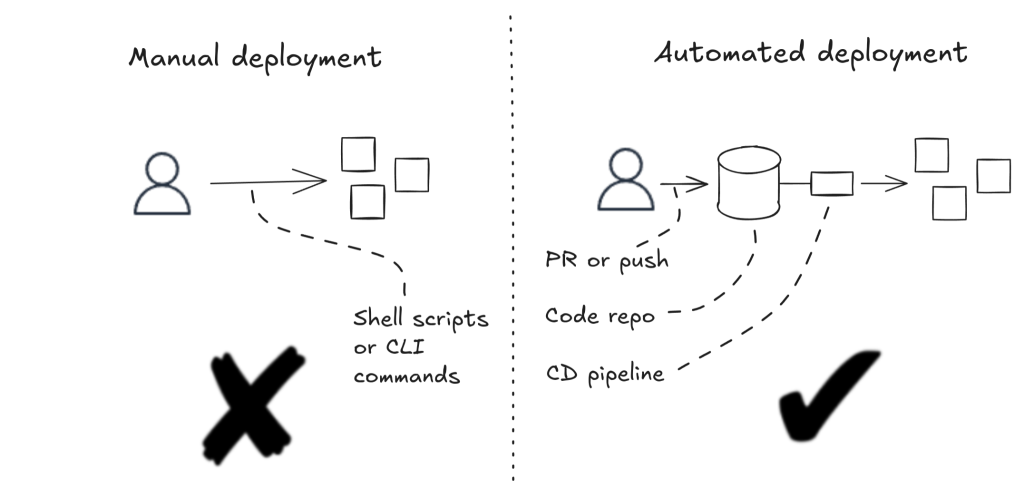 Manual deployment
Shell scripts
or CLI
commands
Automated deployment
PR or push
Code repo
CD pipeline